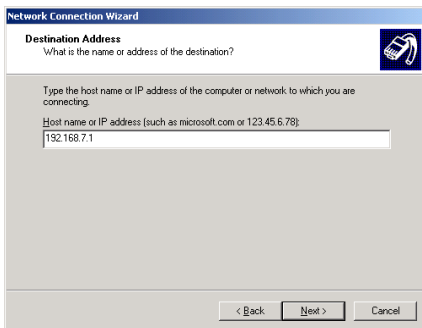 Network Connection Wizard
Destination Address
What is the name or address of the destination?
Type the host name or IP address of the computer or network to which you are
connecting.
Host name or IP address (such as microsoft.com or 123.45.6.78):
192.168.7.1
< Back
Next >
Cancel